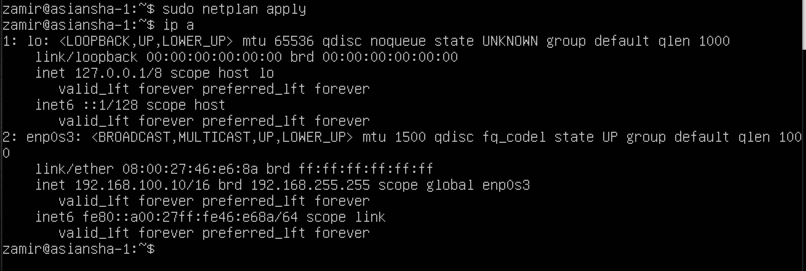 zamir@asiansha-1:~$ sudo netplan apply
zamir@asiansha-1:~$ ip a
1: lo: <LOOPBACK,UP,LOWER_UP> mtu 65536 qdisc noqueue state UNKNOWN group default qlen 1000
    link/loopback 00:00:00:00:00:00 brd 00:00:00:00:00:00
    inet 127.0.0.1/8 scope host lo
       valid_lft forever preferred_lft forever
    inet6 ::1/128 scope host
       valid_lft forever preferred_lft forever
2: enp0s3: <BROADCAST,MULTICAST,UP,LOWER_UP> mtu 1500 qdisc fq_codel state UP group default qlen 100
0
    link/ether 08:00:27:46:e6:8a brd ff:ff:ff:ff:ff:ff
    inet 192.168.100.10/16 brd 192.168.255.255 scope global enp0s3
       valid_lft forever preferred_lft forever
    inet6 fe80::a00:27ff:fe46:e68a/64 scope link
       valid_lft forever preferred_lft forever
zamir@asiansha-1:~$